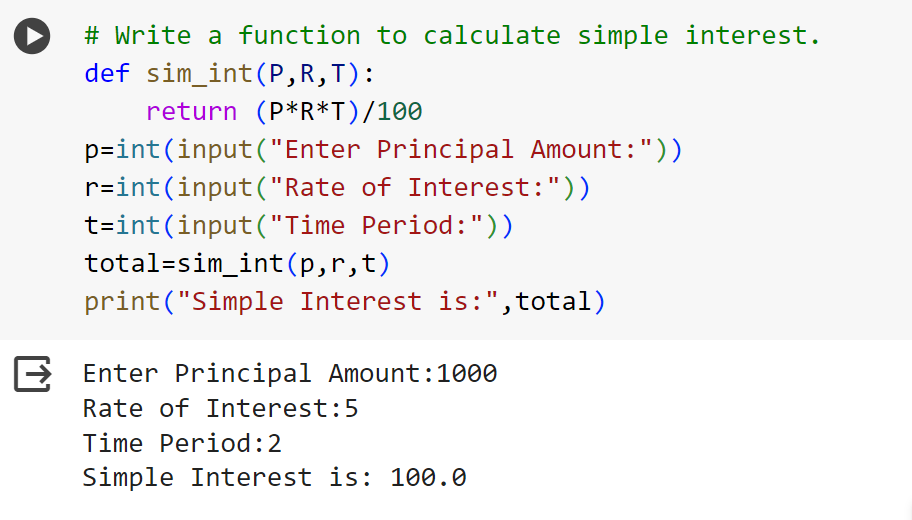 # Write a function to calculate simple interest.
def sim_int(P,R,T):
    return (P*R*T)/100
p=int(input("Enter Principal Amount:"))
r=int(input("Rate of Interest:"))
t=int(input("Time Period:"))
total=sim_int(p,r,t)
print("Simple Interest is:",total)
Enter Principal Amount:1000
Rate of Interest:5
Time Period:2
Simple Interest is: 100.0